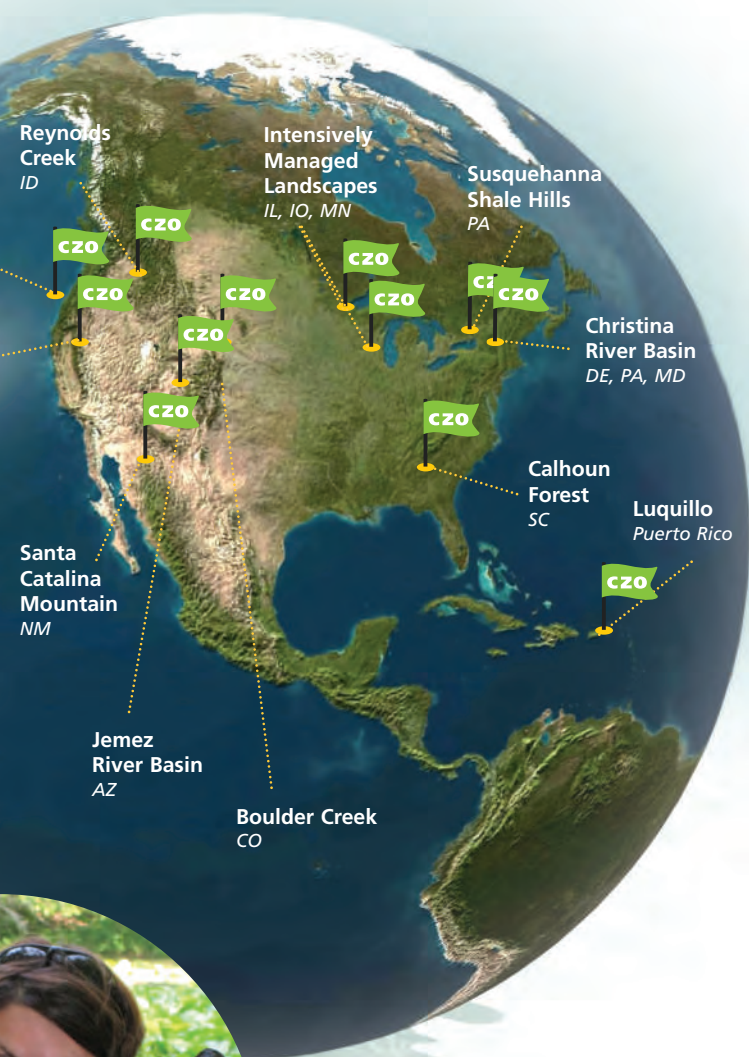 Reynolds
Creek
ID
Intensively
Managed
Landscapes
IL, IO, MN
Susquehanna
Shale Hills
PA
czo
czo
czo
czo
czo
czo
czo
czo
cz
czo
Christina
River Basin
DE, PA, MD
czo
czo
Calhoun
Forest
SC
Luquillo
Puerto Rico
czo
Santa
Catalina
Mountain
NM
Jemez
River Basin
AZ
Boulder Creek
CO